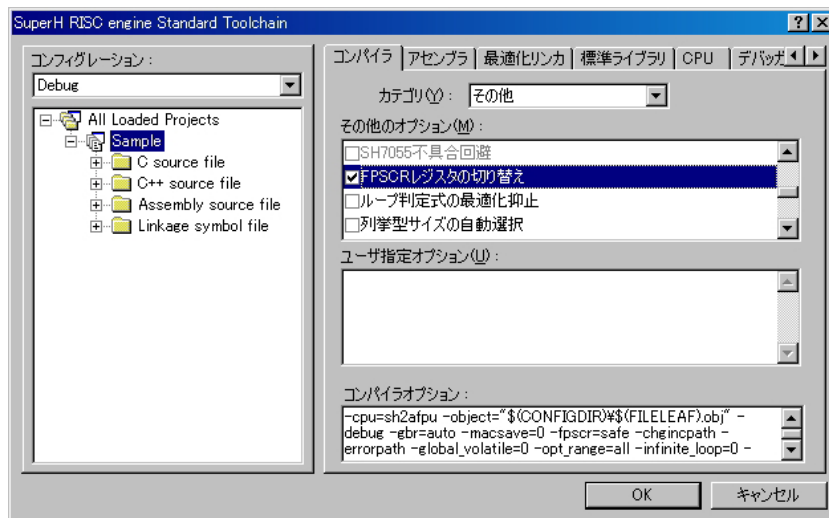 SuperH RISC engine Standard Toolchain
コンフィグレーション :
Debug
All Loaded Projects
Sample
C source file
C++ source file
Assembly source file
Linkage symbol file
コンパイラ アセンブラ 最適化リンカ 標準ライブラリ CPU デバッガ
カテゴリ(Y) : その他
その他のオプション(M) :
SH7055不具合回避
FPSCRレジスタの切り替え
ループ判定式の最適化抑止
列挙型サイズの自動選択
ユーザ指定オプション(U) :
コンパイラオプション :
-cpu=sh2afpu -object="$(CONFIGDIR)¥$(FILELEAF).obj" -
debug -gbr=auto -macsave=0 -fpscr=safe -chgincpath -
errorpath -global_volatile=0 -opt_range=all -infinite_loop=0 -
OK キャンセル